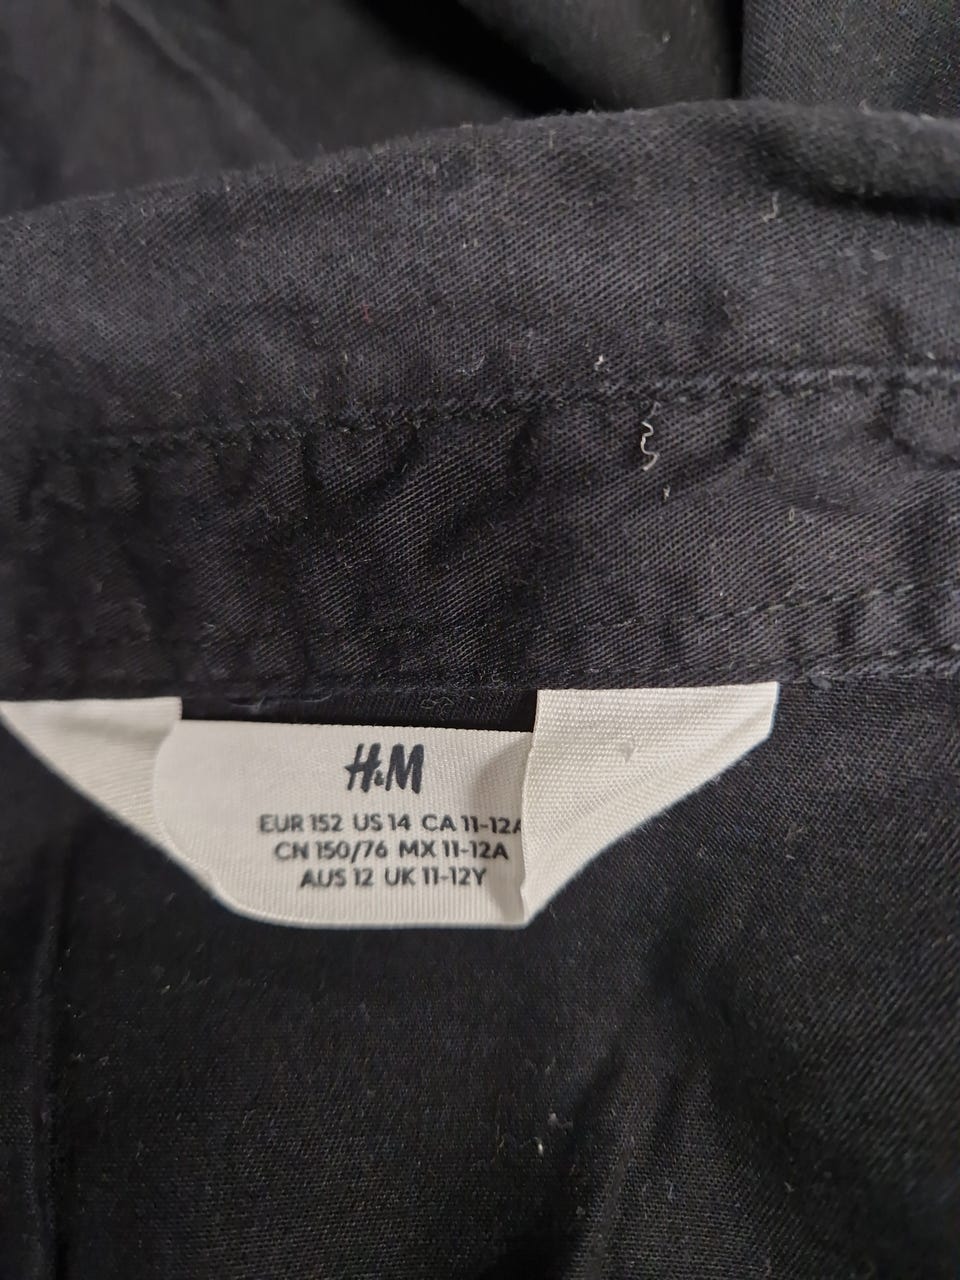 H&M
EUR 152 US 14 CA 11-12A
CN 150/76 MX 11-12A
AUS 12 UK 11-12Y